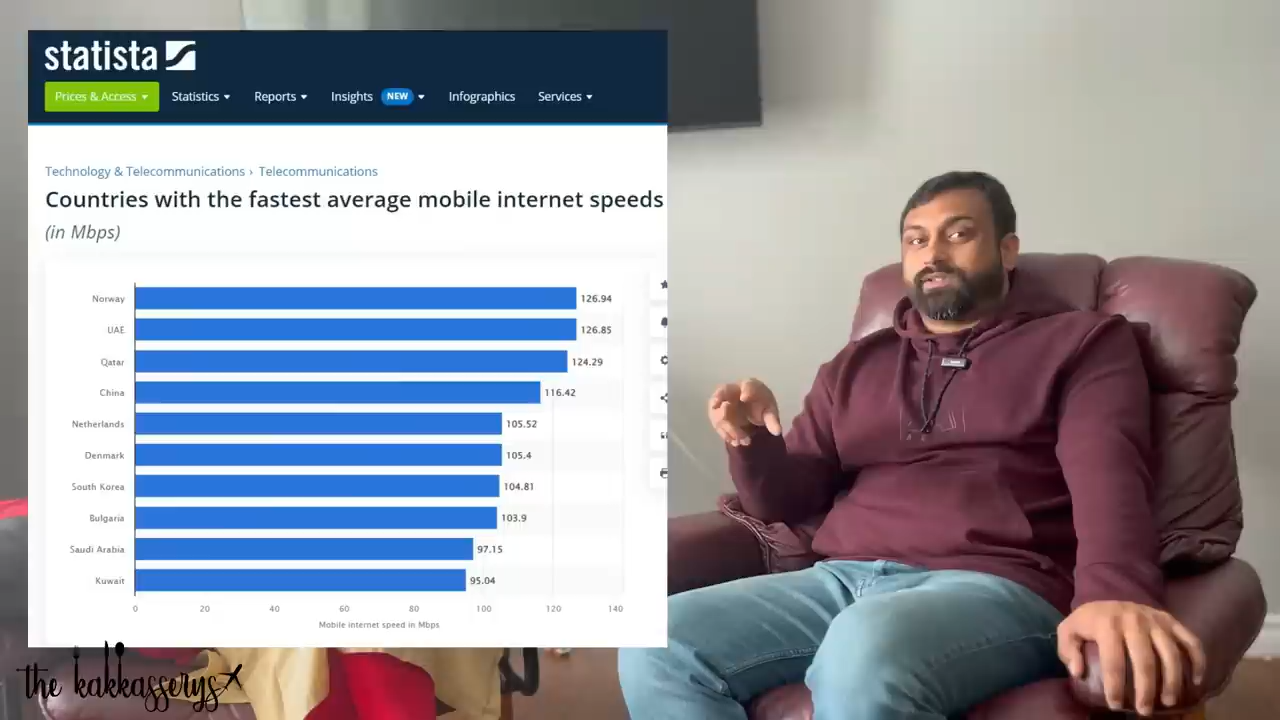 statista
Prices & Access Statistics Reports Insights NEW Infographics Services
Technology & Telecommunications › Telecommunications
Countries with the fastest average mobile internet speeds
(in Mbps)
Norway 126.94
UAE 126.85
Qatar 124.29
China 116.42
Netherlands 105.52
Denmark 105.4
South Korea 104.81
Bulgaria 103.9
Saudi Arabia 97.15
Kuwait 95.04
0 20 40 60 80 100 120 140
Mobile internet speed in Mbps
the kakkasserys